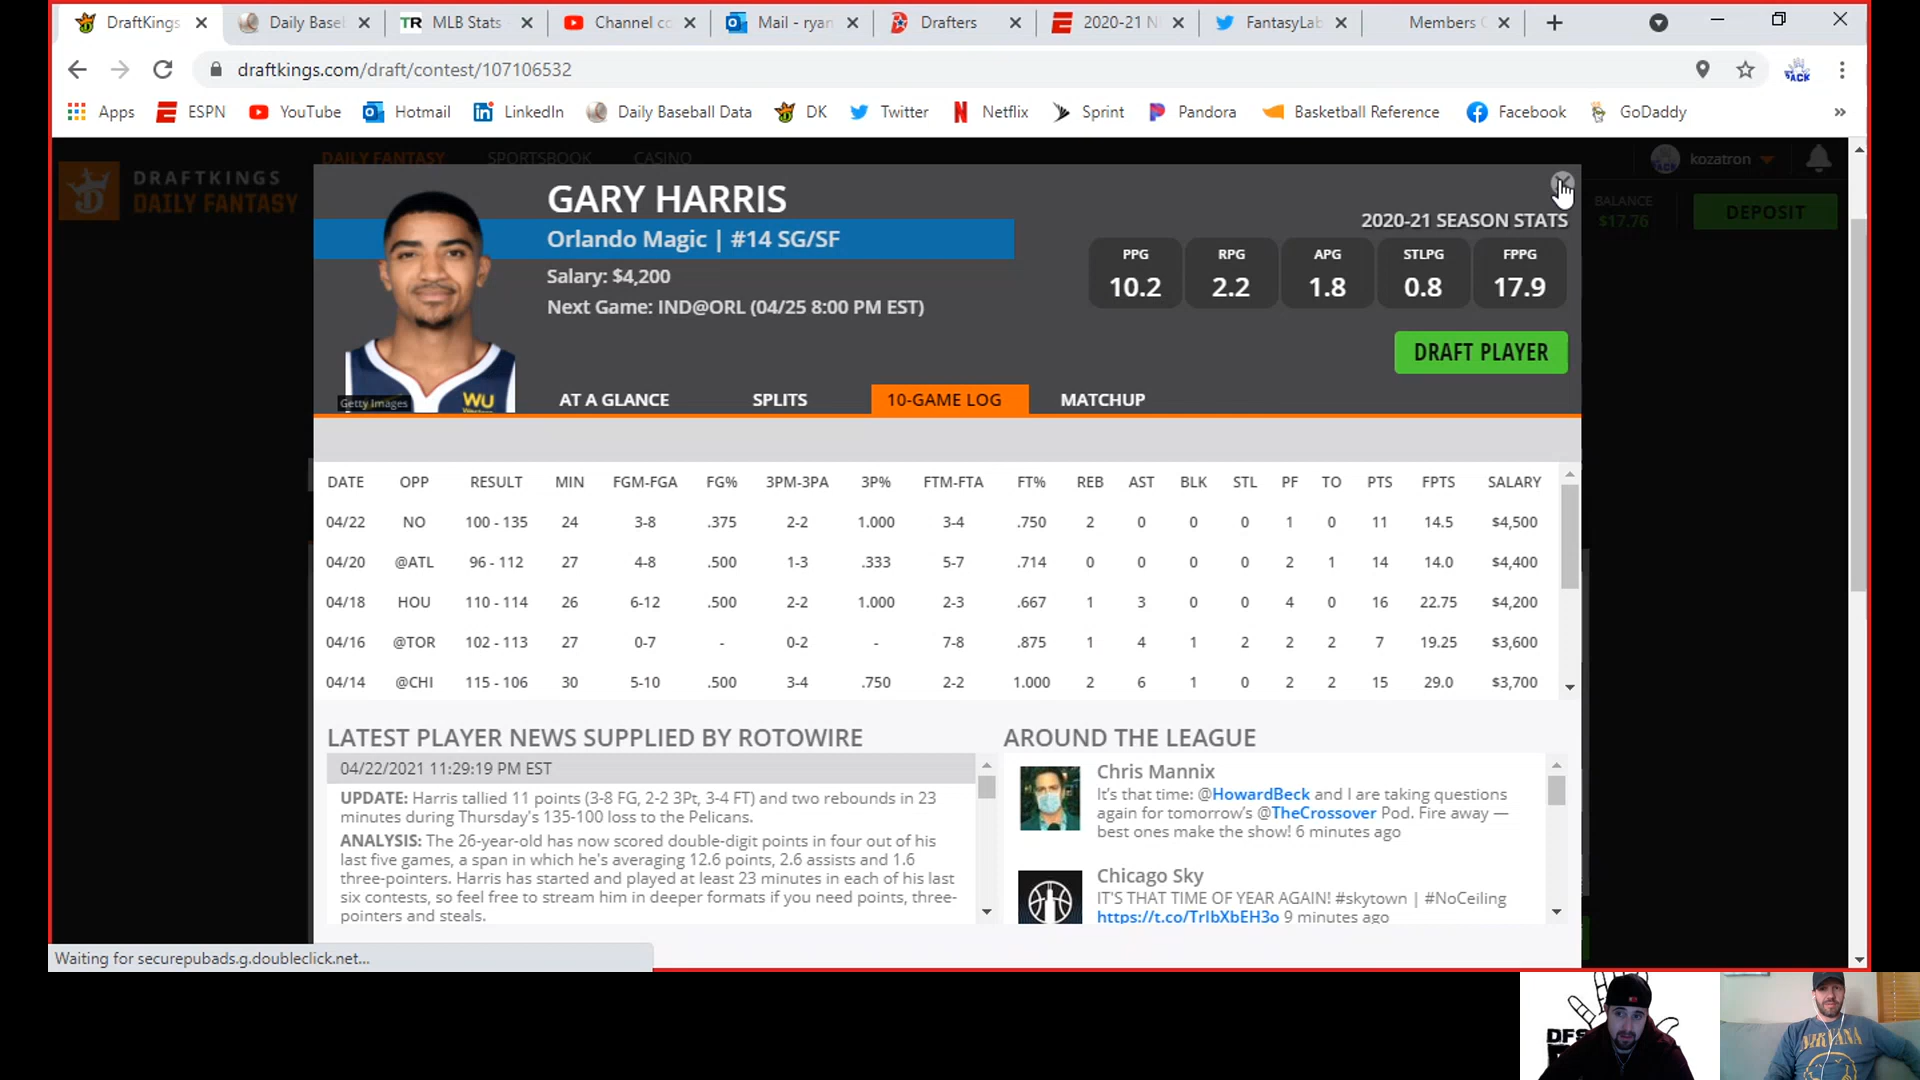 DraftKings
Daily Basel
TR MLB Stats
Channel co
Mail - ryan
Drafters
2020-21 N
FantasyLab
Members
draftkings.com/draft/contest/107106532
Apps
ESPN
YouTube
Hotmail
LinkedIn
Daily Baseball Data
DK
Twitter
Netflix
Sprint
Pandora
Basketball Reference
Facebook
GoDaddy
DAILY FANTASY
SPORTSBOOK
CASINO
DRAFTKINGS
DAILY FANTASY
kozatron
BALANCE
$17.76
DEPOSIT
GARY HARRIS
Orlando Magic | #14 SG/SF
Salary: $4,200
Next Game: IND@ORL (04/25 8:00 PM EST)
2020-21 SEASON STATS
PPG RPG APG STLPG FPPG
10.2 2.2 1.8 0.8 17.9
DRAFT PLAYER
WU
Getty Images
AT A GLANCE SPLITS 10-GAME LOG MATCHUP
DATE OPP RESULT MIN FGM-FGA FG% 3PM-3PA 3P% FTM-FTA FT% REB AST BLK STL PF TO PTS FPTS SALARY
04/22 NO 100 - 135 24 3-8 .375 2-2 1.000 3-4 .750 2 0 0 0 1 0 11 14.5 $4,500
04/20 @ATL 96 - 112 27 4-8 .500 1-3 .333 5-7 .714 0 0 0 0 2 1 14 14.0 $4,400
04/18 HOU 110 - 114 26 6-12 .500 2-2 1.000 2-3 .667 1 3 0 0 4 0 16 22.75 $4,200
04/16 @TOR 102 - 113 27 0-7 - 0-2 - 7-8 .875 1 4 1 2 2 2 7 19.25 $3,600
04/14 @CHI 115 - 106 30 5-10 .500 3-4 .750 2-2 1.000 2 6 1 0 2 2 15 29.0 $3,700
LATEST PLAYER NEWS SUPPLIED BY ROTOWIRE
04/22/2021 11:29:19 PM EST
UPDATE: Harris tallied 11 points (3-8 FG, 2-2 3Pt, 3-4 FT) and two rebounds in 23
minutes during Thursday's 135-100 loss to the Pelicans.
ANALYSIS: The 26-year-old has now scored double-digit points in four out of his
last five games, a span in which he's averaging 12.6 points, 2.6 assists and 1.6
three-pointers. Harris has started and played at least 23 minutes in each of his last
six contests, so feel free to stream him in deeper formats if you need points, three-
pointers and steals.
AROUND THE LEAGUE
Chris Mannix
It's that time: @HowardBeck and I are taking questions
again for tomorrow's @TheCrossover Pod. Fire away —
best ones make the show! 6 minutes ago
Chicago Sky
IT'S THAT TIME OF YEAR AGAIN! #skytown | #NoCeiling
https://t.co/TrIbXbEH3o 9 minutes ago
Waiting for securepubads.g.doubleclick.net...
DFS
NIRVANA